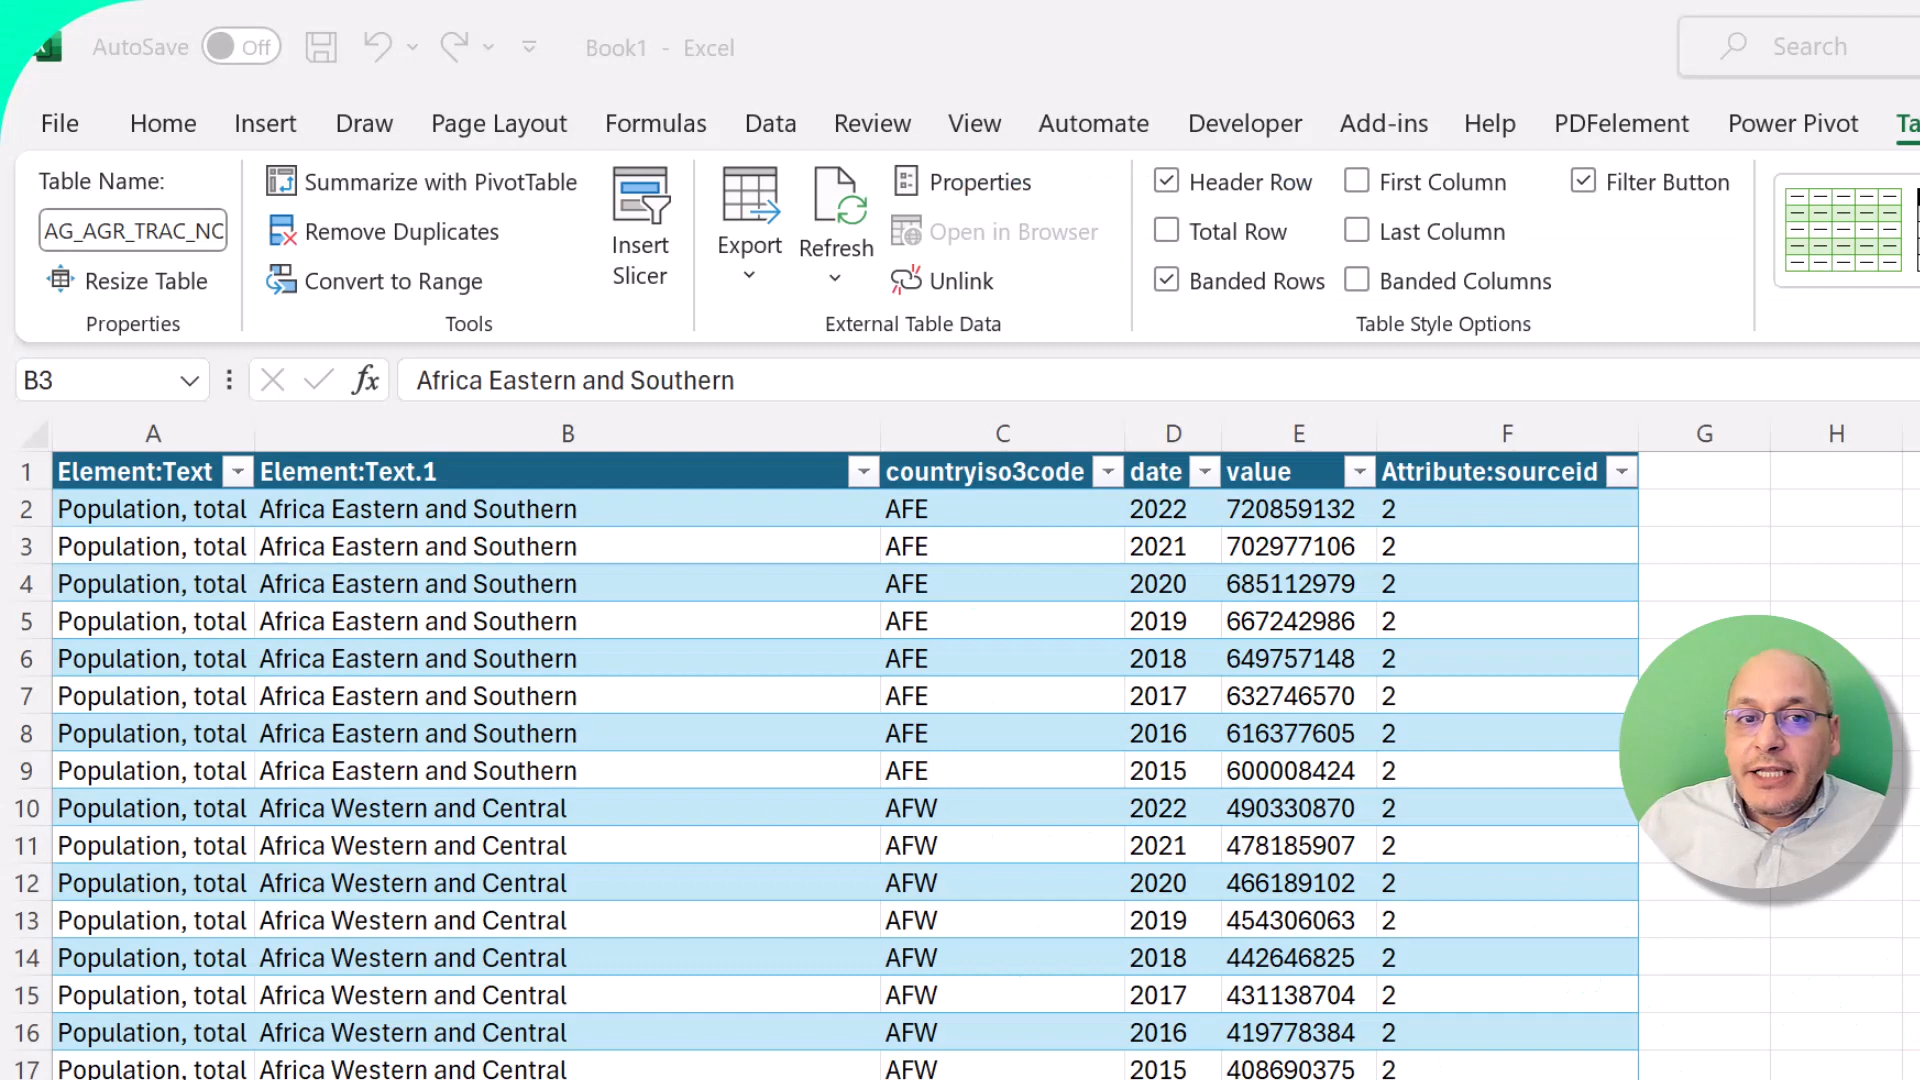 AutoSave Off Book1 - Excel Search
File Home Insert Draw Page Layout Formulas Data Review View Automate Developer Add-ins Help PDFelement Power Pivot Ta
Table Name:
AG_AGR_TRAC_NC
Resize Table
Properties
Summarize with PivotTable
Remove Duplicates
Convert to Range
Tools
Insert
Slicer
Export
Refresh
Properties
Open in Browser
Unlink
External Table Data
Header Row First Column Filter Button
Total Row Last Column
Banded Rows Banded Columns
Table Style Options
B3 fx Africa Eastern and Southern
A B C D E F G H
1 Element:Text Element:Text.1 countryiso3code date value Attribute:sourceid
2 Population, total Africa Eastern and Southern AFE 2022 720859132 2
3 Population, total Africa Eastern and Southern AFE 2021 702977106 2
4 Population, total Africa Eastern and Southern AFE 2020 685112979 2
5 Population, total Africa Eastern and Southern AFE 2019 667242986 2
6 Population, total Africa Eastern and Southern AFE 2018 649757148 2
7 Population, total Africa Eastern and Southern AFE 2017 632746570 2
8 Population, total Africa Eastern and Southern AFE 2016 616377605 2
9 Population, total Africa Eastern and Southern AFE 2015 600008424 2
10 Population, total Africa Western and Central AFW 2022 490330870 2
11 Population, total Africa Western and Central AFW 2021 478185907 2
12 Population, total Africa Western and Central AFW 2020 466189102 2
13 Population, total Africa Western and Central AFW 2019 454306063 2
14 Population, total Africa Western and Central AFW 2018 442646825 2
15 Population, total Africa Western and Central AFW 2017 431138704 2
16 Population, total Africa Western and Central AFW 2016 419778384 2
17 Population, total Africa Western and Central AFW 2015 408690375 2